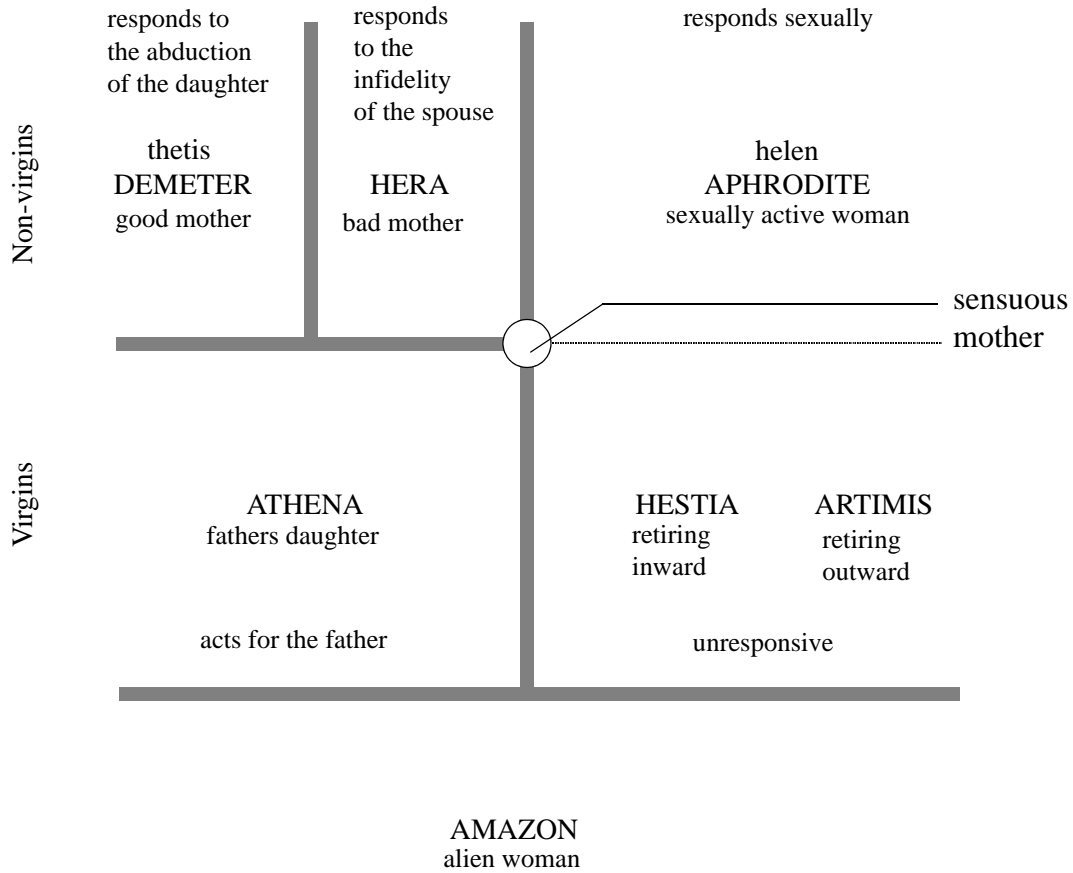 responds to
the abduction
of the daughter
responds
to the
infidelity
of the spouse
responds sexually
Non-virgins
thetis
DEMETER
good mother
HERA
bad mother
helen
APHRODITE
sexually active woman
sensuous
mother
Virgins
ATHENA
fathers daughter
HESTIA
retiring
inward
ARTIMIS
retiring
outward
acts for the father
unresponsive
AMAZON
alien woman